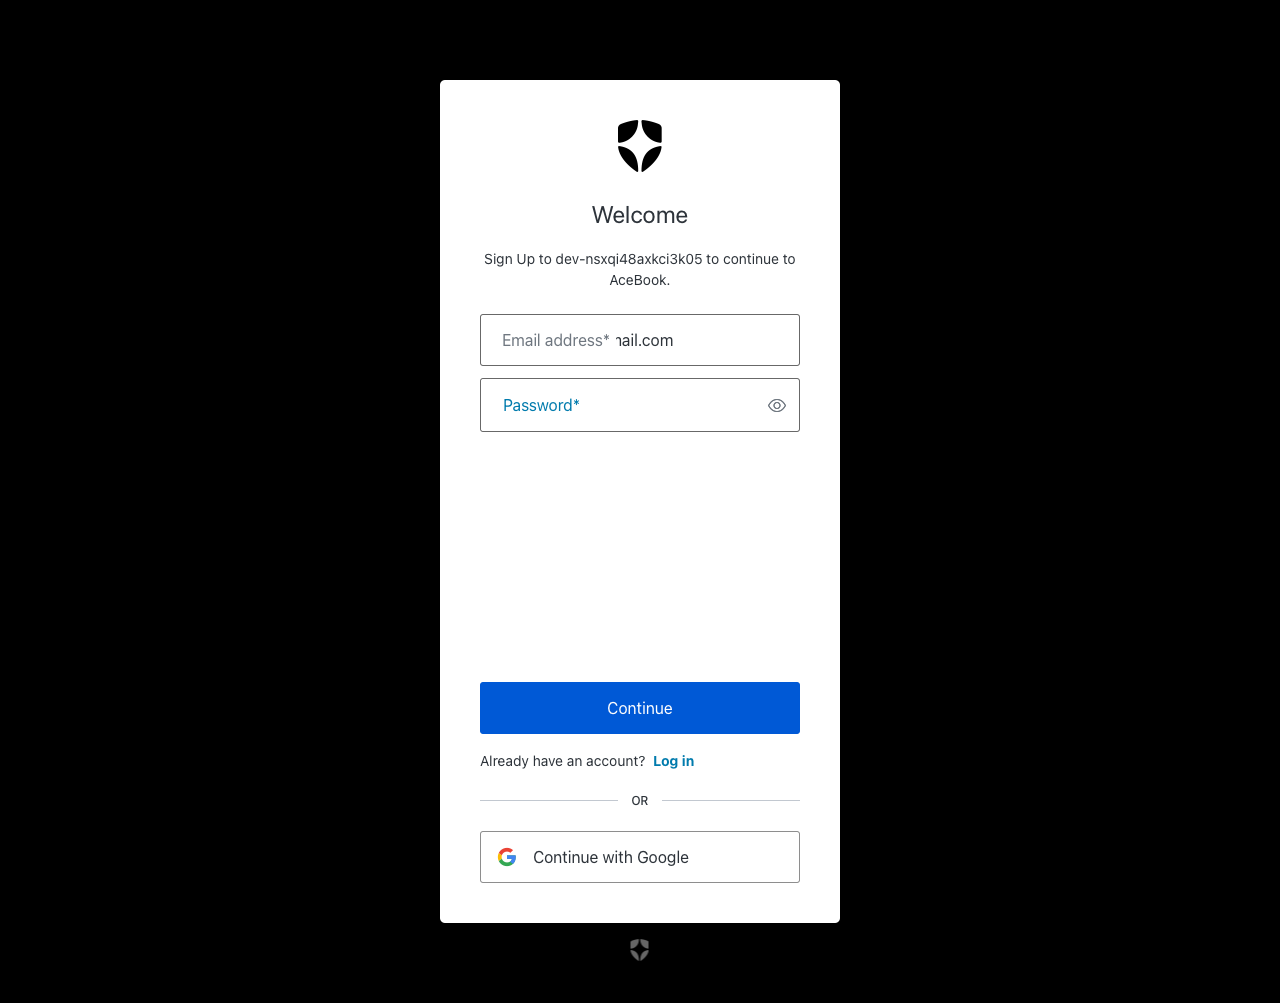 Welcome
Sign Up to dev-nsxqi48axkci3k05 to continue to
AceBook.
Email address* ail.com
Password*
Continue
Already have an account? Log in
OR
Continue with Google